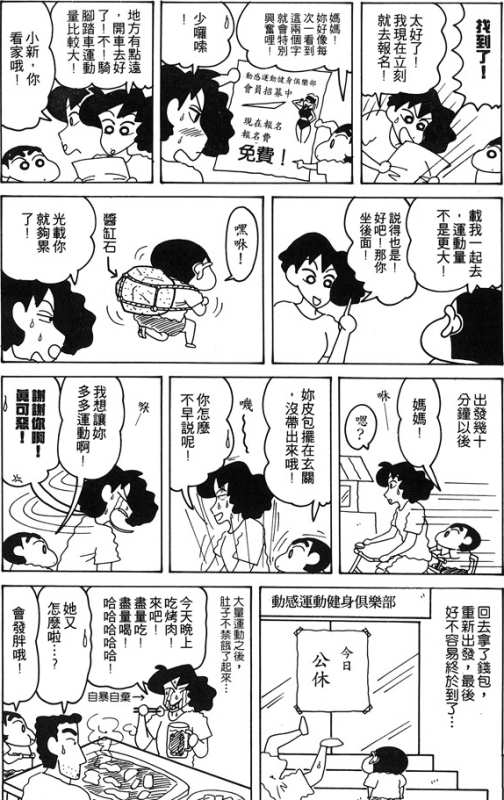 找到了！
太好了！
我現在立刻
就去報名！
媽媽！
妳好像每
次一看到
這兩個字
就會特別
興奮哩！
動感運動健身俱樂部
會員招募中
現在報名
報名費
免費！
少囉嗦！
地方有點遠
，開車去好
了！不！騎
腳踏車運動
量比較大！
小新，你
看家哦！
載我一起去
，運動量
不是更大！
說得也是！
好吧！那你
坐後面！
嘿咻！
醬缸石
光載你
就夠累
了！
出發幾十
分鐘以後
咻
媽媽！
嗯？
妳皮包擺在玄關
，沒帶出來哦！
嘰
你怎麼
不早說呢！
我想讓妳
多多運動啊！
謝謝你啊！
真可惡！
回去拿了錢包，
重新出發，最後
好不容易終於到了…
動感運動健身俱樂部
今日
公休
大量運動之後，
肚子不禁餓了起來…
今天晚上
吃烤肉！
來吧！
盡量吃！
盡量喝！
哈哈哈哈哈！
自暴自棄
她又
怎麼啦…？
會發胖哦！